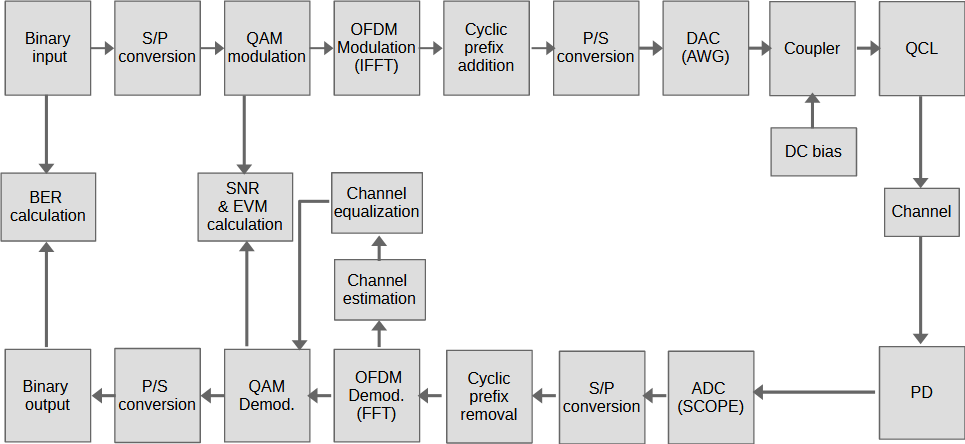 Binary
input
S/P
conversion
QAM
modulation
OFDM
Modulation
(IFFT)
Cyclic
prefix
addition
P/S
conversion
DAC
(AWG)
Coupler
QCL
DC bias
BER
calculation
SNR
& EVM
calculation
Channel
equalization
Channel
Channel
estimation
Binary
output
P/S
conversion
QAM
Demod.
OFDM
Demod.
(FFT)
Cyclic
prefix
removal
S/P
conversion
ADC
(SCOPE)
PD